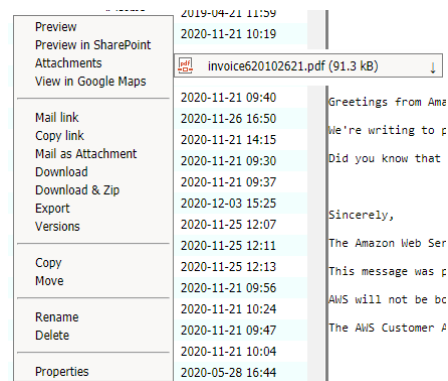 2019-04-21 11:59
Preview
2020-11-21 10:19
Preview in SharePoint
Attachments
invoice620102621.pdf (91.3 kB)
View in Google Maps
2020-11-21 09:40
Greetings from Ama
Mail link
2020-11-26 16:50
Copy link
We're writing to p
2020-11-21 14:15
Mail as Attachment
2020-11-21 09:30
Did you know that
Download
2020-11-21 09:37
Download & Zip
2020-12-03 15:25
Export
Sincerely,
2020-11-25 12:07
Versions
2020-11-25 12:11
The Amazon Web Ser
Copy
2020-11-25 12:13
This message was p
Move
2020-11-21 09:56
AWS will not be bo
2020-11-21 10:24
Rename
2020-11-21 09:47
The AWS Customer A
Delete
2020-11-21 10:04
Properties
2020-05-28 16:44